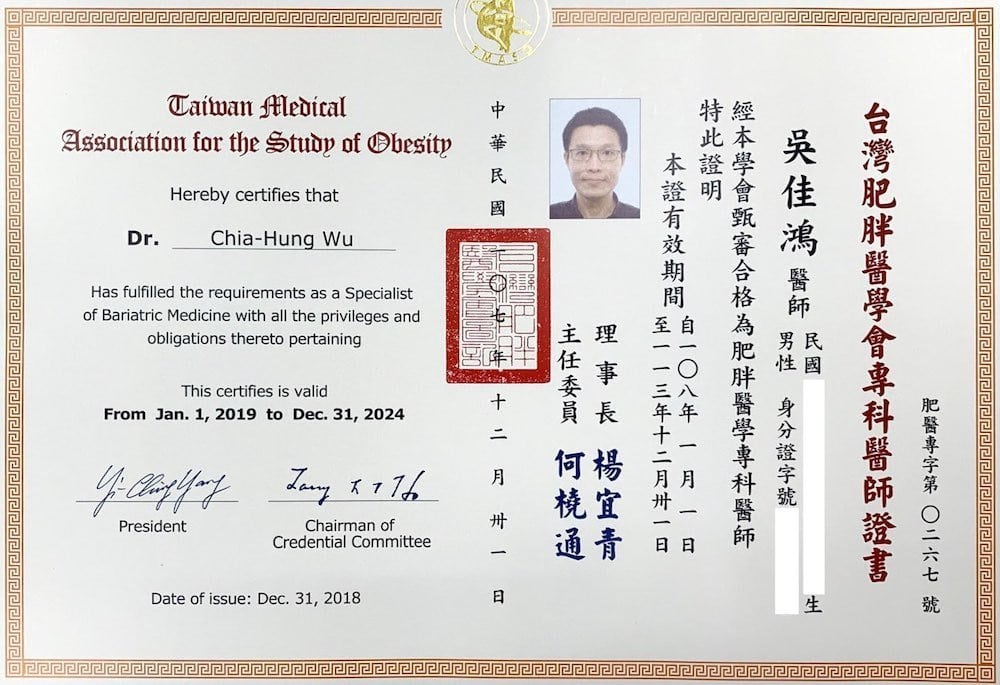 TMASO
Taiwan Medical
Association for the Study of Obesity
Hereby certifies that
Dr. Chia-Hung Wu
Has fulfilled the requirements as a Specialist
of Bariatric Medicine with all the privileges and
obligations thereto pertaining
This certifies is valid
From Jan. 1, 2019 to Dec. 31, 2024
Yi-Ching Yang
President
Chairman of
Credential Committee
Date of issue: Dec. 31, 2018
肥醫專字第〇二六七號
台灣肥胖醫學會專科醫師證書
吳佳鴻醫師
民國
生
男性
身分證字號
經本學會甄審合格為肥胖醫學專科醫師
特此證明
本證有效期間
自一〇八年一月一日
至一一三年十二月卅一日
理事長 楊宜青
主任委員 何橈通
中華民國一〇七年十二月卅一日